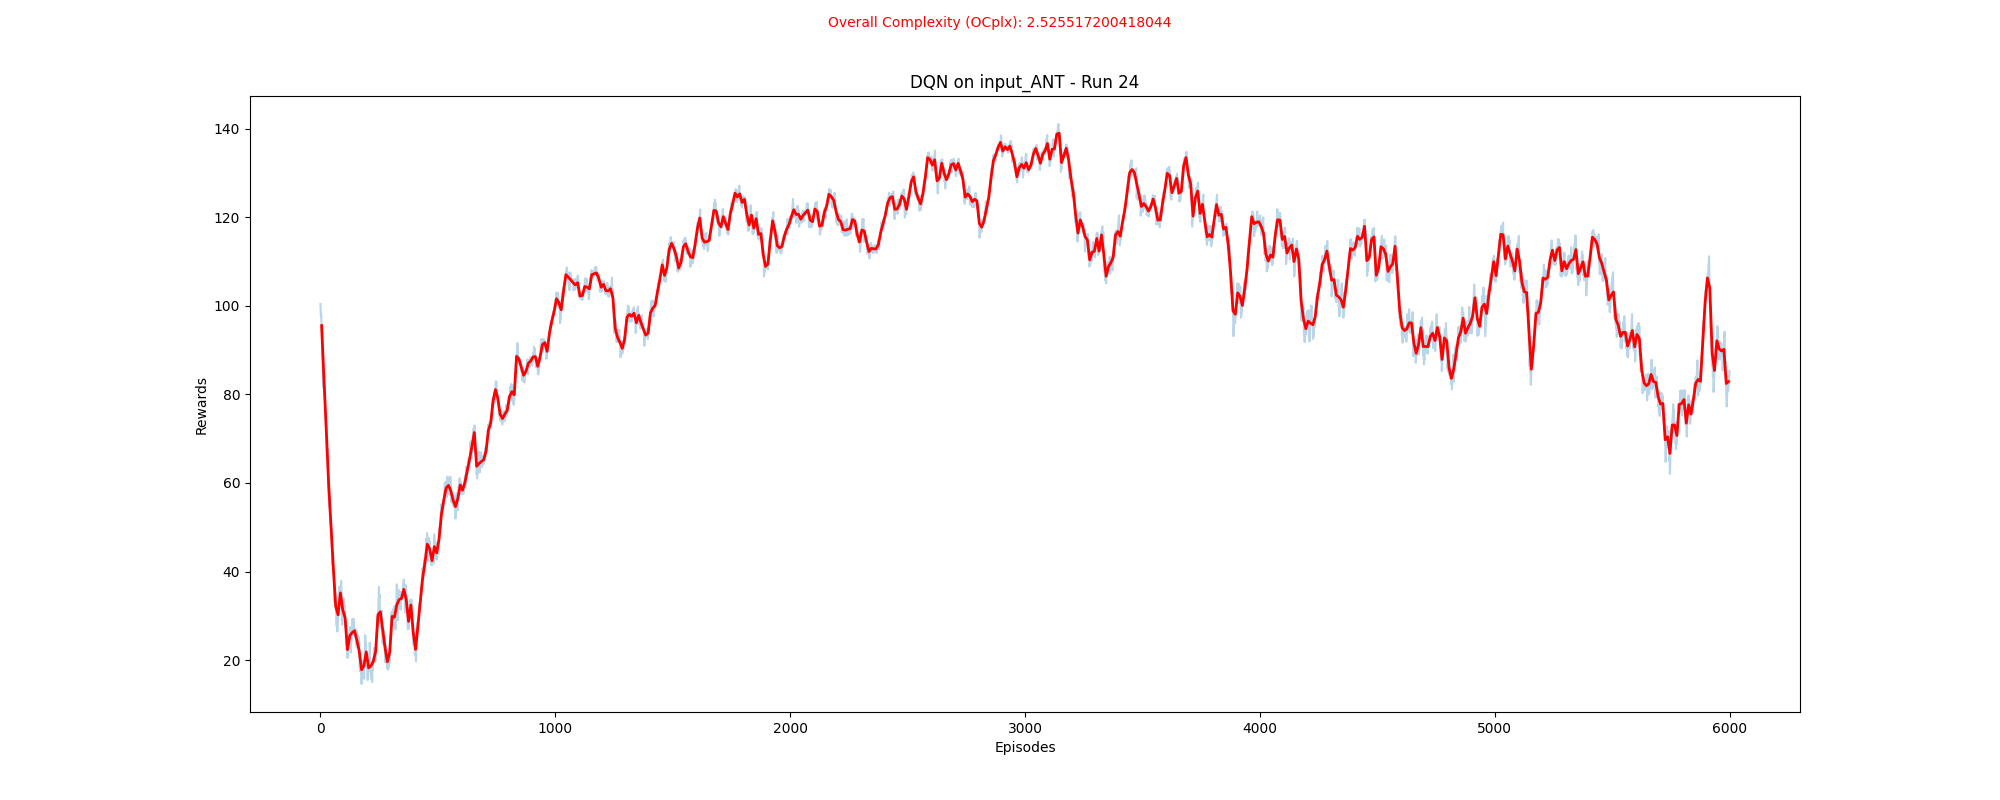 Overall Complexity (OCplx): 2.525517200418044
DQN on input_ANT - Run 24
140
120
100
80
60
40
20
Rewards
0 1000 2000 3000 4000 5000 6000
Episodes